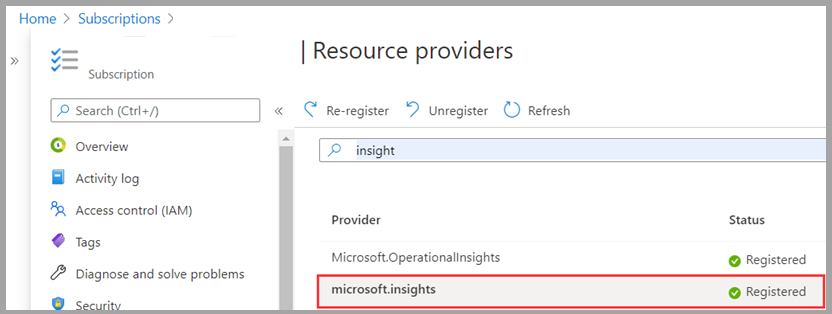 Home > Subscriptions >
»
| Resource providers
Subscription
Search (Ctrl+/)
«
Re-register
Unregister
Refresh
Overview
Activity log
Access control (IAM)
Tags
Diagnose and solve problems
Security
insight
Provider Status
Microsoft.OperationalInsights Registered
microsoft.insights Registered